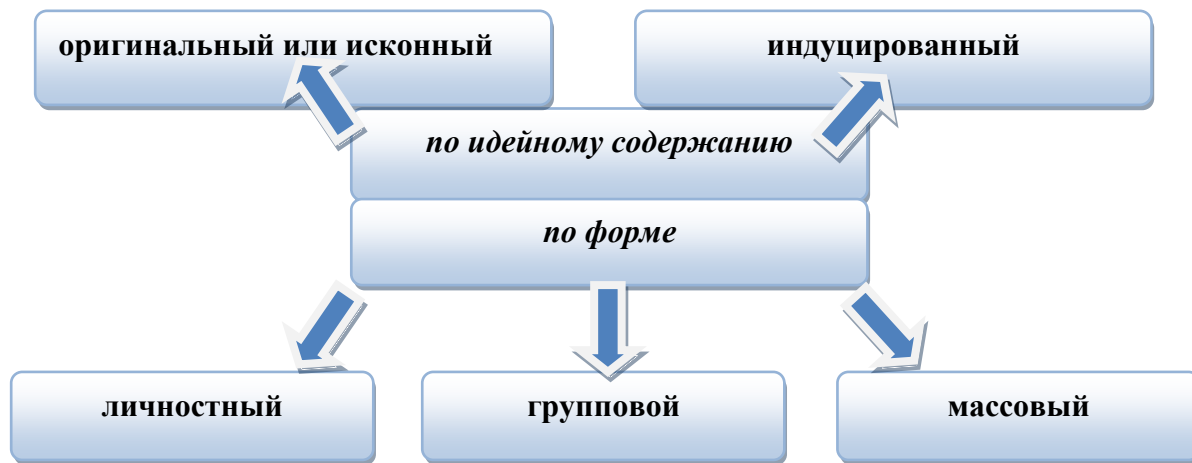 оригинальный или исконный
индуцированный
по идейному содержанию
по форме
личностный
групповой
массовый